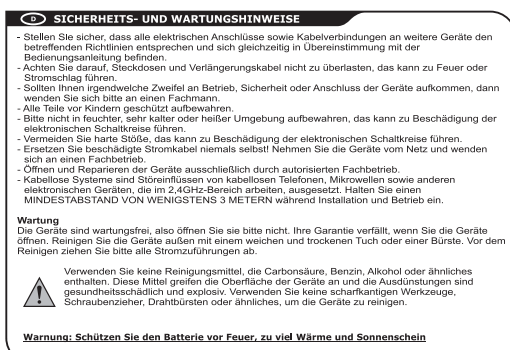 D SICHERHEITS- UND WARTUNGSHINWEISE
- Stellen Sie sicher, dass alle elektrischen Anschlüsse sowie Kabelverbindungen an weitere Geräte den
betreffenden Richtlinien entsprechen und sich gleichzeitig in Übereinstimmung mit der
Bedienungsanleitung befinden.
- Achten Sie darauf, Steckdosen und Verlängerungskabel nicht zu überlasten, das kann zu Feuer oder
Stromschlag führen.
- Sollten Ihnen irgendwelche Zweifel an Betrieb, Sicherheit oder Anschluss der Geräte aufkommen, dann
wenden Sie sich bitte an einen Fachmann.
- Alle Teile vor Kindern geschützt aufbewahren.
- Bitte nicht in feuchter, sehr kalter oder heißer Umgebung aufbewahren, das kann zu Beschädigung der
elektronischen Schaltkreise führen.
- Vermeiden Sie harte Stöße, das kann zu Beschädigung der elektronischen Schaltkreise führen.
- Ersetzen Sie beschädigte Stromkabel niemals selbst! Nehmen Sie die Geräte vom Netz und wenden
sich an einen Fachbetrieb.
- Öffnen und Reparieren der Geräte ausschließlich durch autorisierten Fachbetrieb.
- Kabellose Systeme sind Störeinflüssen von kabellosen Telefonen, Mikrowellen sowie anderen
elektronischen Geräten, die im 2,4GHz-Bereich arbeiten, ausgesetzt. Halten Sie einen
MINDESTABSTAND VON WENIGSTENS 3 METERN während Installation und Betrieb ein.
Wartung
Die Geräte sind wartungsfrei, also öffnen Sie sie bitte nicht. Ihre Garantie verfällt, wenn Sie die Geräte
öffnen. Reinigen Sie die Geräte außen mit einem weichen und trockenen Tuch oder einer Bürste. Vor dem
Reinigen ziehen Sie bitte alle Stromzuführungen ab.
Verwenden Sie keine Reinigungsmittel, die Carbonsäure, Benzin, Alkohol oder ähnliches
enthalten. Diese Mittel greifen die Oberfläche der Geräte an und die Ausdünstungen sind
gesundheitsschädlich und explosiv. Verwenden Sie keine scharfkantigen Werkzeuge,
Schraubenzieher, Drahtbürsten oder ähnliches, um die Geräte zu reinigen.
Warnung: Schützen Sie den Batterie vor Feuer, zu viel Wärme und Sonnenschein